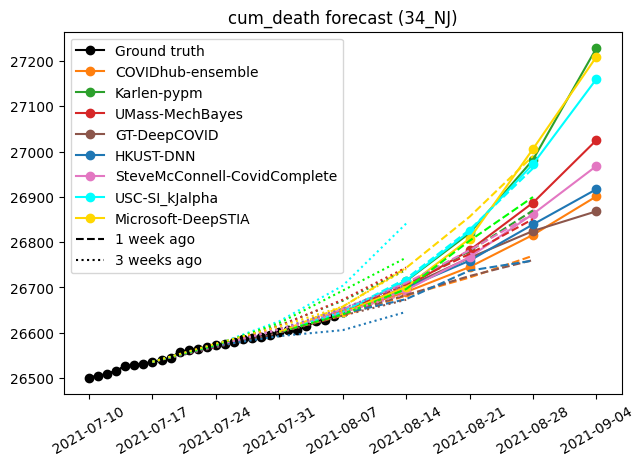 cum_death forecast (34_NJ)
Ground truth
COVIDhub-ensemble
Karlen-pypm
UMass-MechBayes
GT-DeepCOVID
HKUST-DNN
SteveMcConnell-CovidComplete
USC-SI_kJalpha
Microsoft-DeepSTIA
1 week ago
3 weeks ago
27200
27100
27000
26900
26800
26700
26600
26500
2021-07-10
2021-07-17
2021-07-24
2021-07-31
2021-08-07
2021-08-14
2021-08-21
2021-08-28
2021-09-04